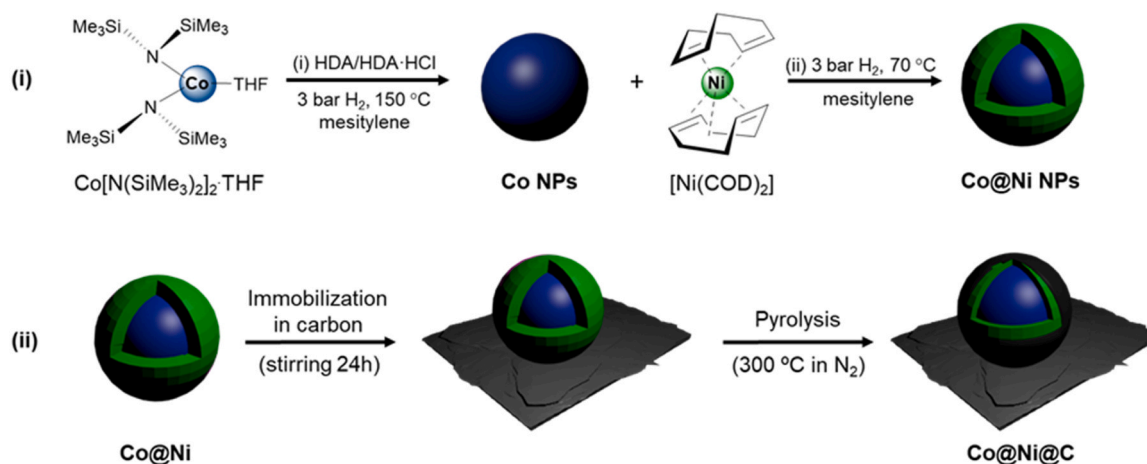 (i)
Me₃Si
SiMe₃
N
Co
THF
N
Me₃Si
SiMe₃
Co[N(SiMe₃)₂]₂·THF
(i) HDA/HDA·HCl
3 bar H₂, 150 °C
mesitylene
Co NPs
+
Ni
[Ni(COD)₂]
(ii) 3 bar H₂, 70 °C
mesitylene
Co@Ni NPs
(ii)
Co@Ni
Immobilization
in carbon
(stirring 24h)
Pyrolysis
(300 ºC in N₂)
Co@Ni@C